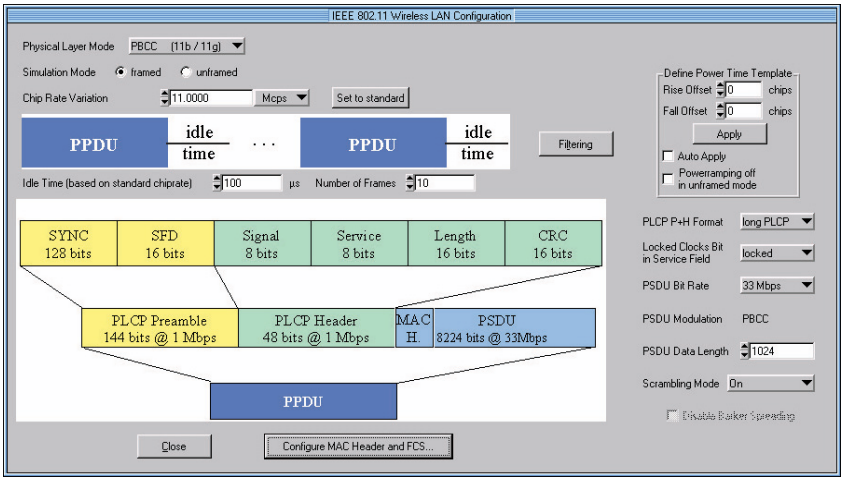 IEEE 802.11 Wireless LAN Configuration
Physical Layer Mode PBCC (11b / 11g)
Simulation Mode framed unframed
Chip Rate Variation 11.0000 Mcps Set to standard
PPDU idle time . . . PPDU idle time
Filtering
Idle Time (based on standard chiprate) 100 µs Number of Frames 10
Define Power Time Template
Rise Offset 0 chips
Fall Offset 0 chips
Apply
Auto Apply
Powerramping off
in unframed mode
SYNC SFD Signal Service Length CRC
128 bits 16 bits 8 bits 8 bits 16 bits 16 bits
PLCP Preamble PLCP Header MAC PSDU
144 bits @ 1 Mbps 48 bits @ 1 Mbps H. 8224 bits @ 33Mbps
PPDU
PLCP P+H Format long PLCP
Locked Clocks Bit
in Service Field locked
PSDU Bit Rate 33 Mbps
PSDU Modulation PBCC
PSDU Data Length 1024
Scrambling Mode On
Disable Barker Spreading
Close Configure MAC Header and FCS...